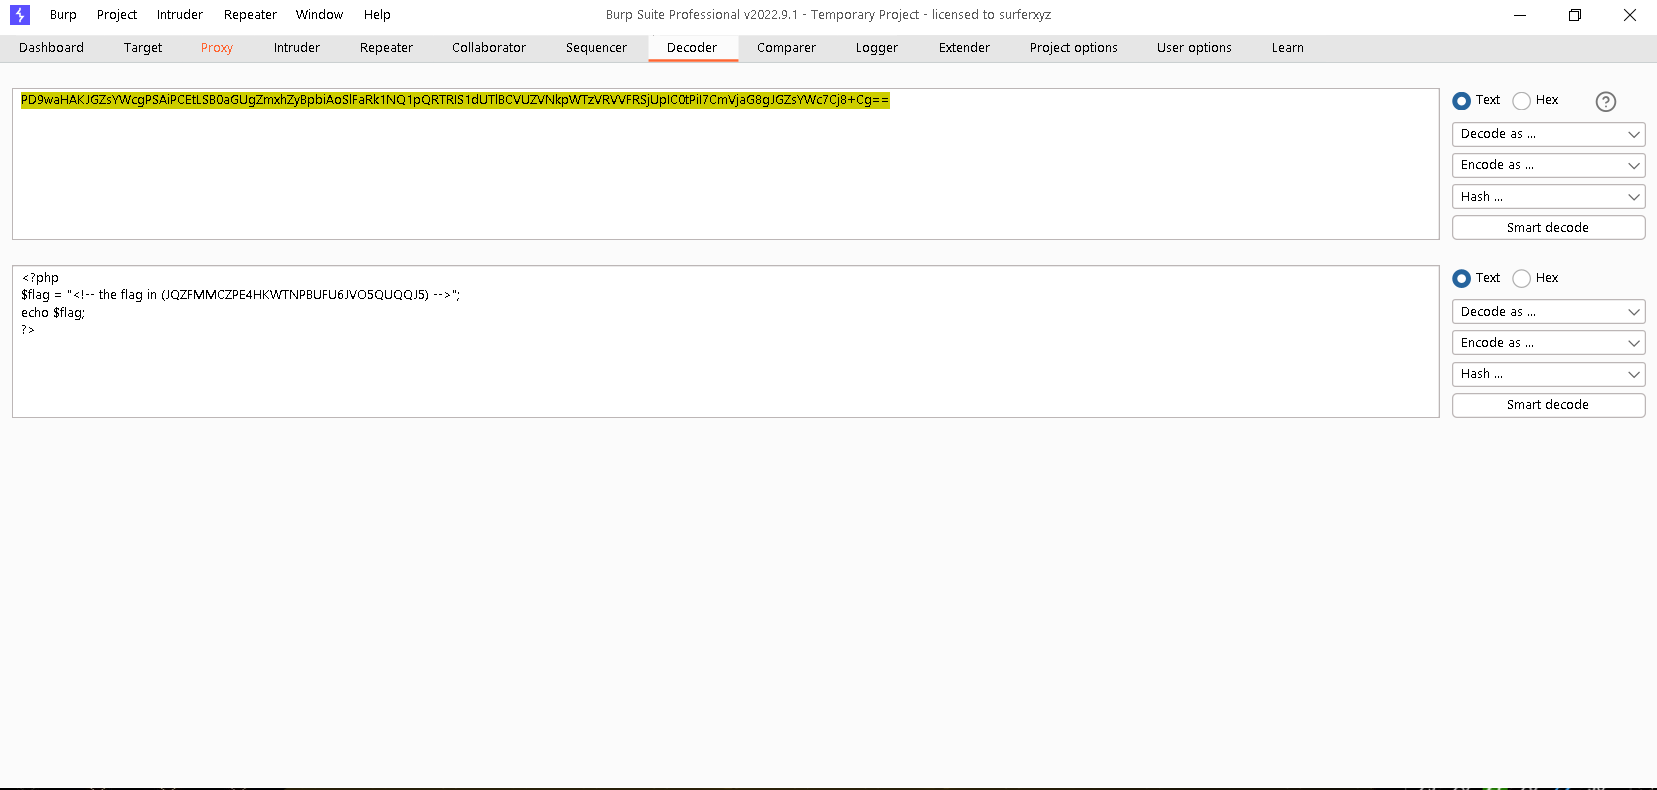 Burp Project Intruder Repeater Window Help
Burp Suite Professional v2022.9.1 - Temporary Project - licensed to surferxyz
Dashboard Target Proxy Intruder Repeater Collaborator Sequencer Decoder Comparer Logger Extender Project options User options Learn
PD9waHAKJGZsYWcgPSAiPCEtLSB0aGUgZmxhZyBpbiAoSlFaRk1NQ1pQRTRIS1dUTlBCVUZVNkpWTzVRVVFRSjUpIC0tPiI7CmVjaG8gJGZsYWc7Cj8+Cg==
Text Hex ?
Decode as ...
Encode as ...
Hash ...
Smart decode
<?php
$flag = "<!-- the flag in (JQZFMMCZPE4HKWTNPBUFU6JVO5QUQQJ5) -->";
echo $flag;
?>
Text Hex
Decode as ...
Encode as ...
Hash ...
Smart decode